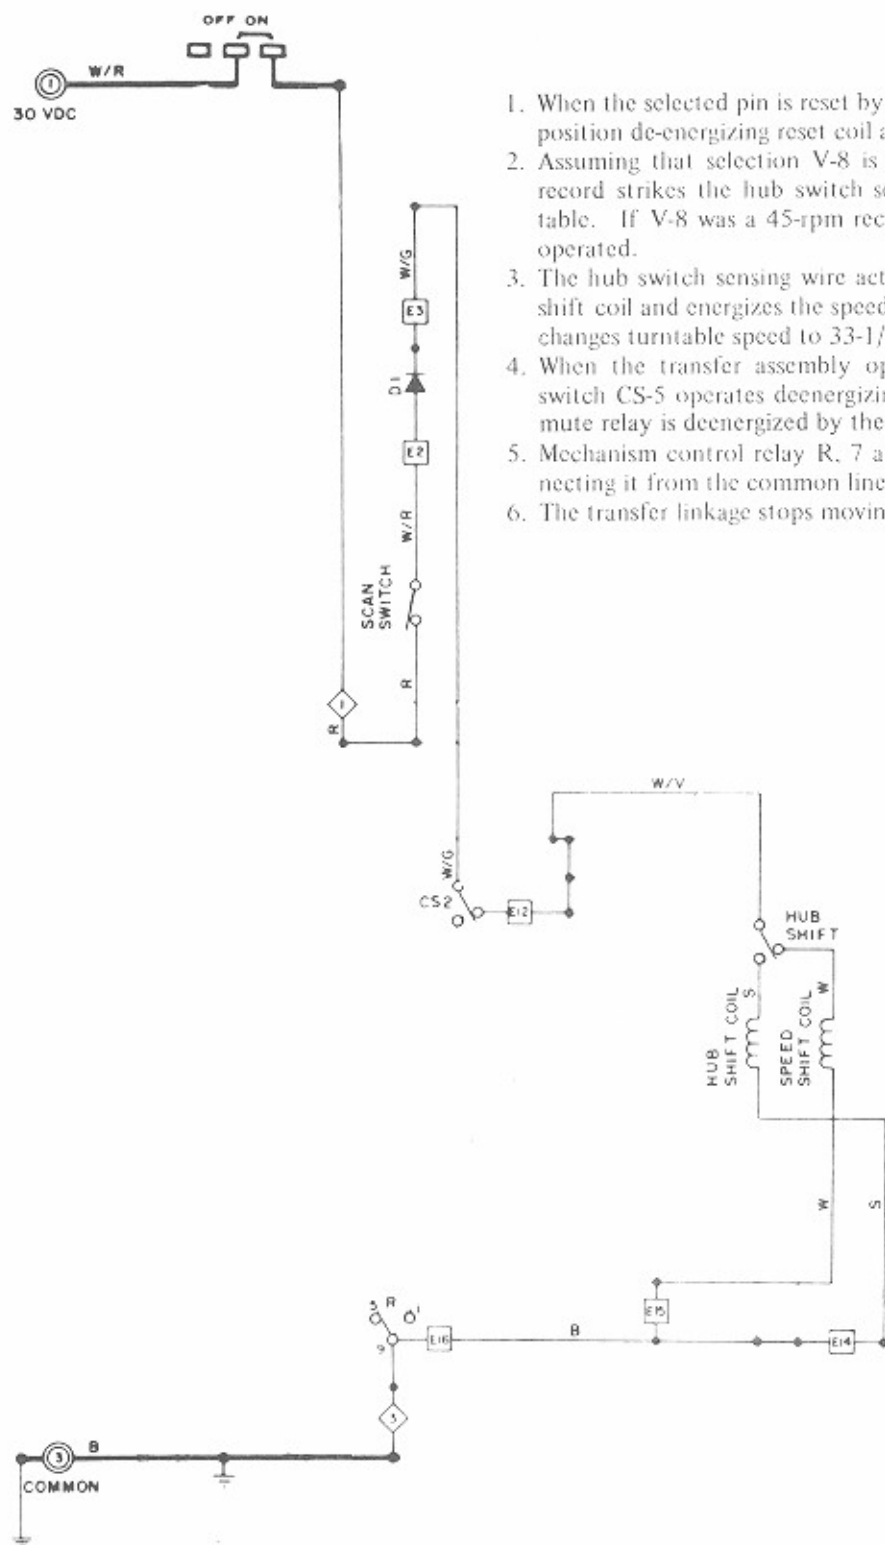 OFF ON
W/R
1
30 VDC
1. When the selected pin is reset by
position de-energizing reset coil a
2. Assuming that selection V-8 is
record strikes the hub switch se
table. If V-8 was a 45-rpm rec
operated.
3. The hub switch sensing wire act
shift coil and energizes the speed
changes turntable speed to 33-1/
4. When the transfer assembly op
switch CS-5 operates deenergizin
mute relay is deenergized by the
5. Mechanism control relay R, 7 a
necting it from the common line
6. The transfer linkage stops movin
W/G
E3
D1
E2
W/R
SCAN
SWITCH
R
1
R
W/V
W/G
CS2
E12
HUB
SHIFT
S
W
HUB
SHIFT COIL
SPEED
SHIFT COIL
W
S
5 R 1
9
E16
B
E15
E14
3
3
B
COMMON